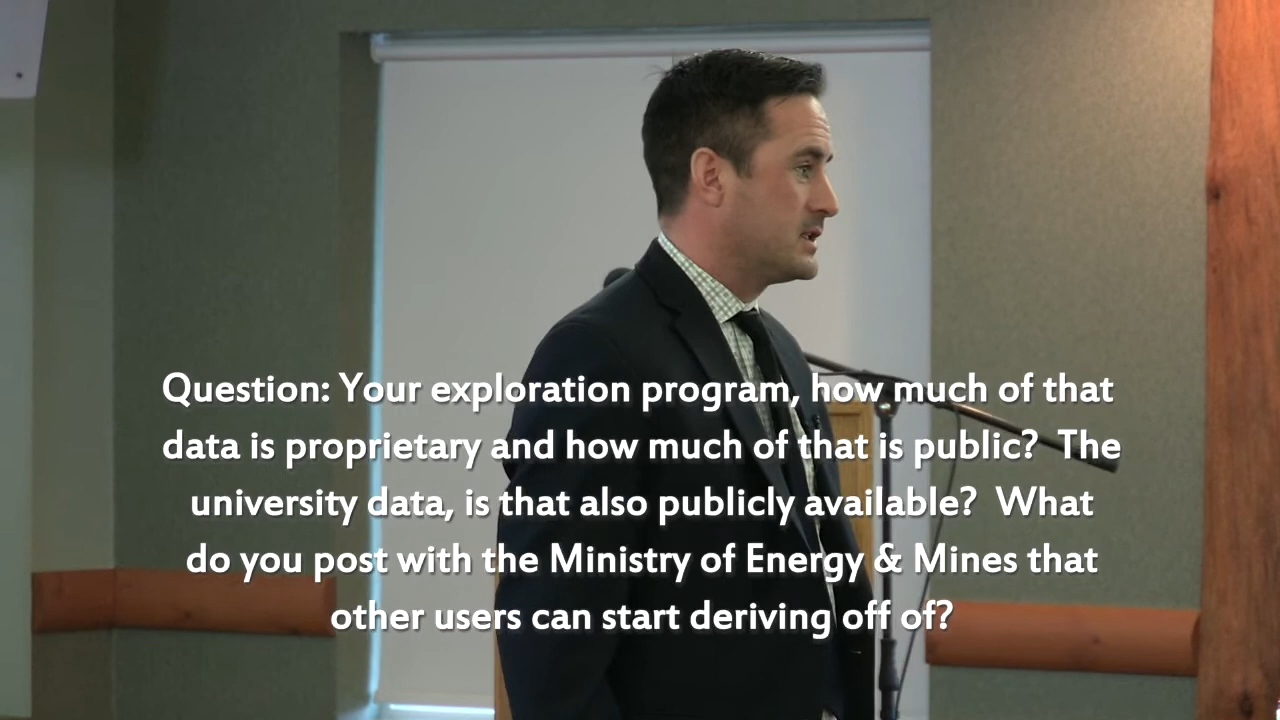 Question: Your exploration program, how much of that
data is proprietary and how much of that is public?  The
university data, is that also publicly available?  What
do you post with the Ministry of Energy & Mines that
other users can start deriving off of?